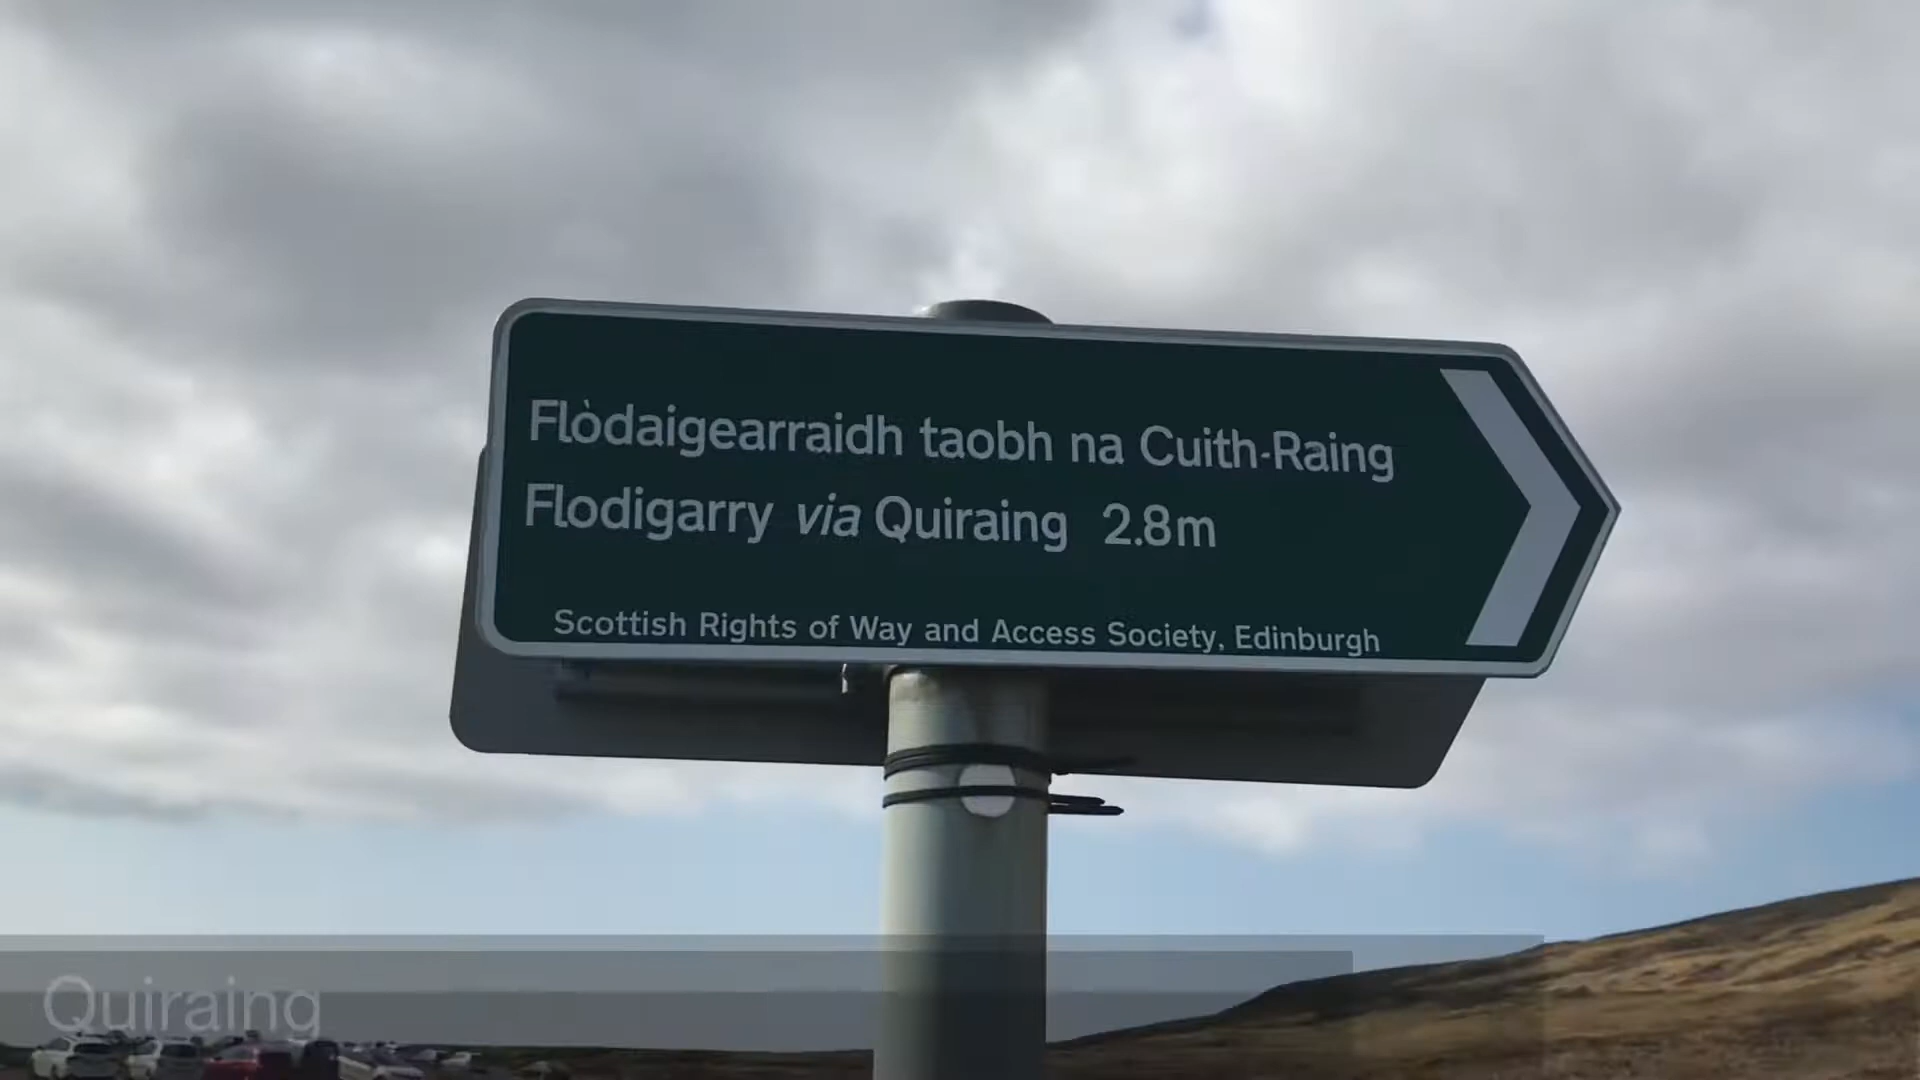 Flòdaigearraidh taobh na Cuith-Raing
Flodigarry via Quiraing 2.8m
Scottish Rights of Way and Access Society, Edinburgh
Quiraing